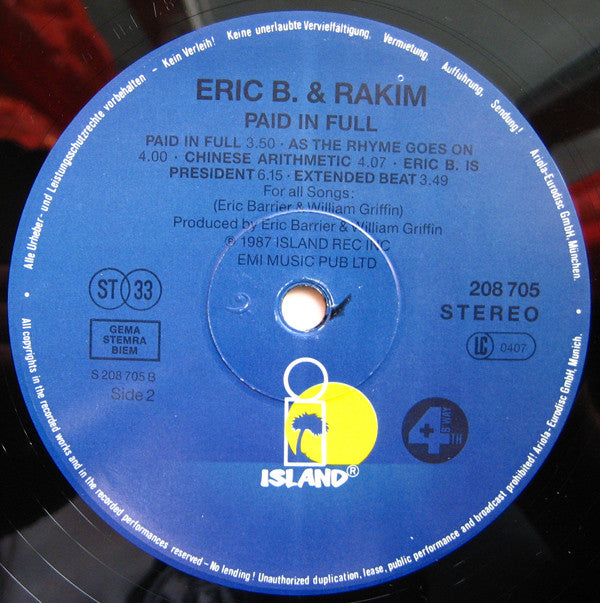 Alle Urheber- und Leistungsschutzrechte vorbehalten - Kein Verleih! Keine unerlaubte Vervielfältigung, Vermietung, Aufführung, Sendung! Ariola-Eurodisc GmbH, München.
ERIC B. & RAKIM
PAID IN FULL
PAID IN FULL 3.50 · AS THE RHYME GOES ON
4.00 · CHINESE ARITHMETIC 4.07 · ERIC B. IS
PRESIDENT 6.15 · EXTENDED BEAT 3.49
For all Songs:
(Eric Barrier & William Griffin)
Produced by Eric Barrier & William Griffin
℗ 1987 ISLAND REC INC
EMI MUSIC PUB LTD
ST 33
208 705
STEREO
GEMA
STEMRA
BIEM
LC 0407
S 208 705 B
Side 2
4TH
B'WAY
ISLAND®
All copyrights in the recorded works and in the recorded performances reserved - No lending! Unauthorized duplication, lease, public performance and broadcast prohibited! Ariola-Eurodisc GmbH, Munich.